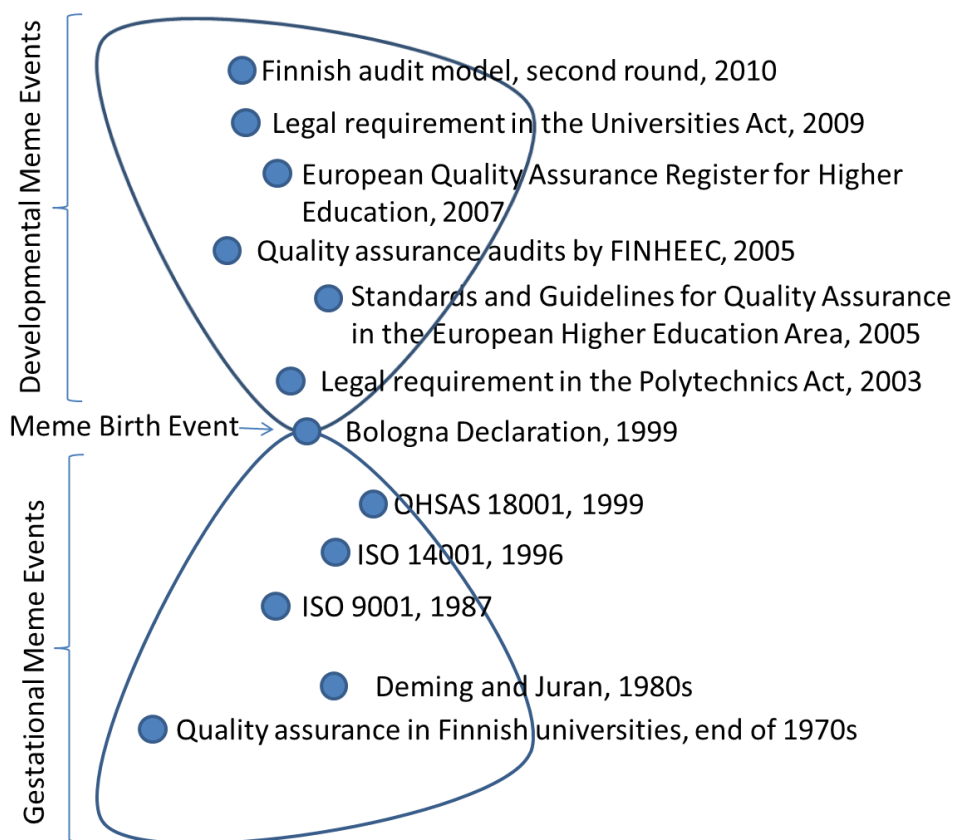 Developmental Meme Events
Finnish audit model, second round, 2010
Legal requirement in the Universities Act, 2009
European Quality Assurance Register for Higher
Education, 2007
Quality assurance audits by FINHEEC, 2005
Standards and Guidelines for Quality Assurance
in the European Higher Education Area, 2005
Legal requirement in the Polytechnics Act, 2003
Meme Birth Event
Bologna Declaration, 1999
Gestational Meme Events
OHSAS 18001, 1999
ISO 14001, 1996
ISO 9001, 1987
Deming and Juran, 1980s
Quality assurance in Finnish universities, end of 1970s